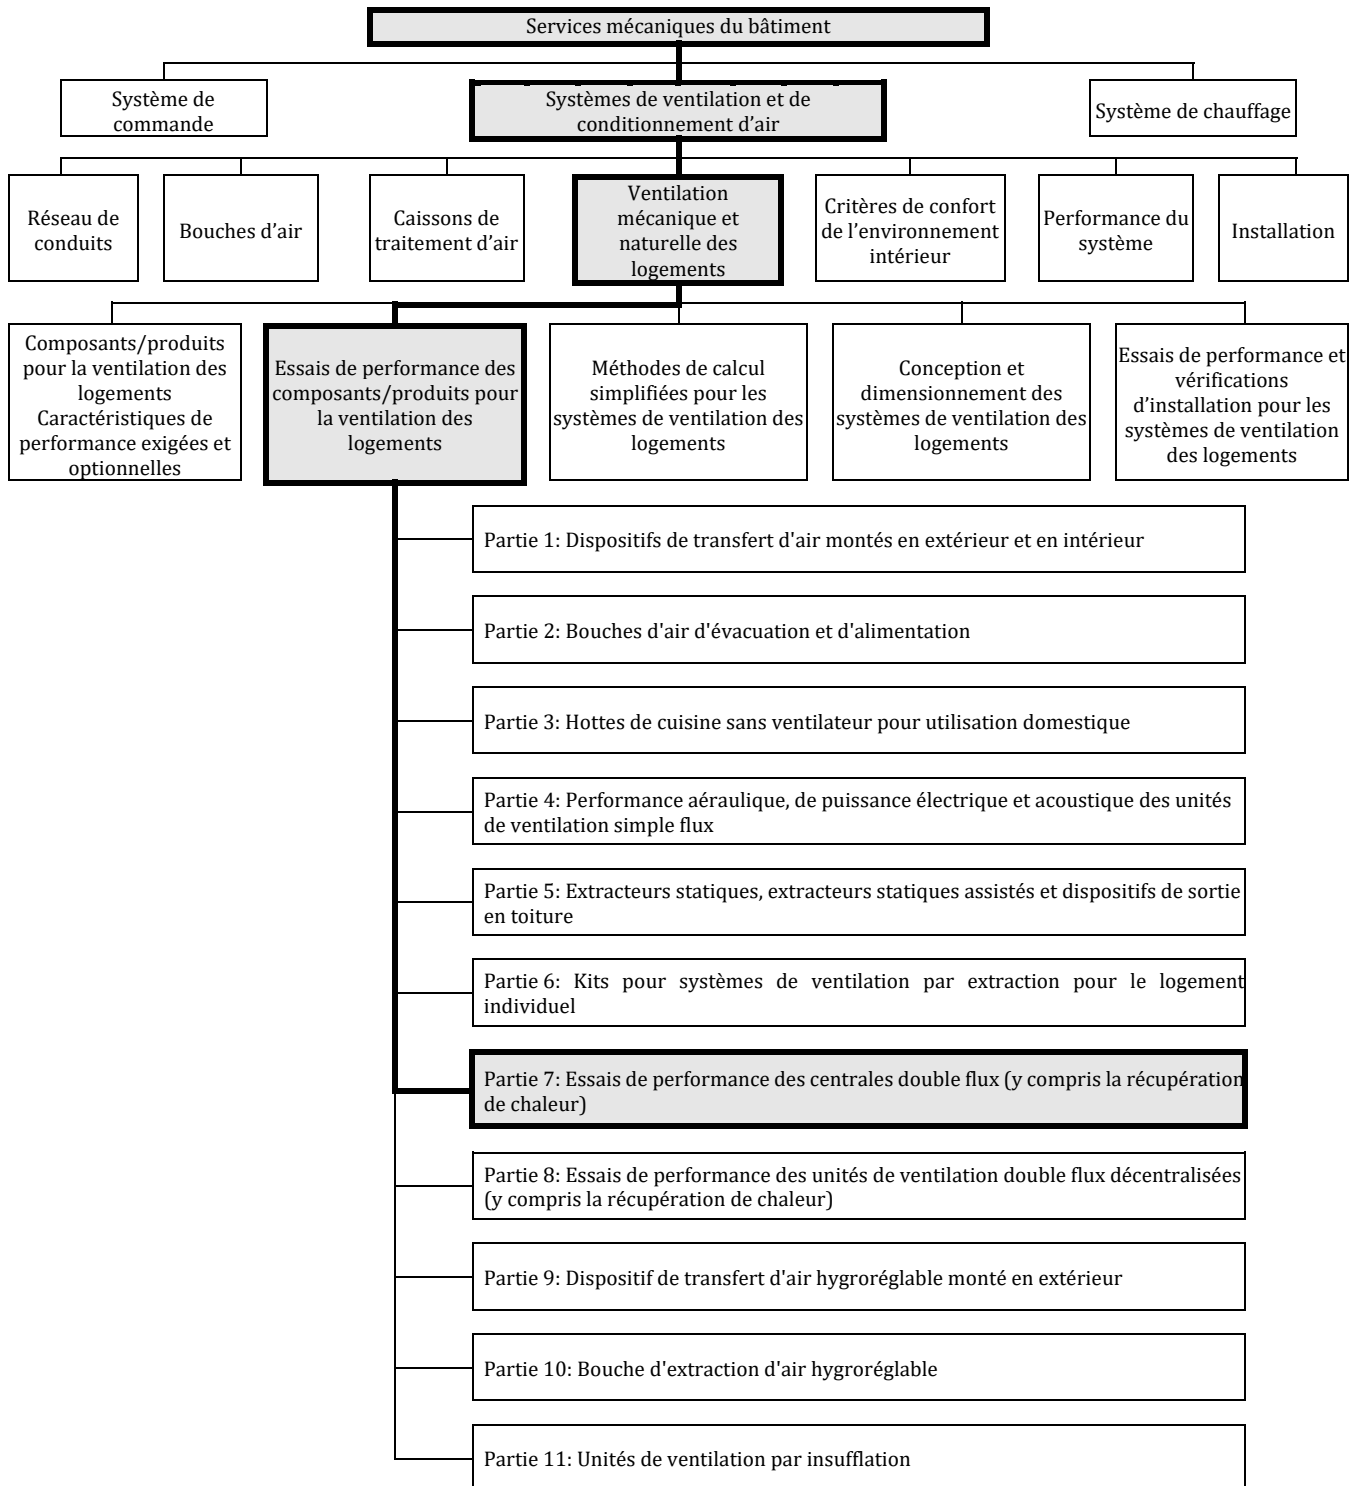 Services mécaniques du bâtiment
Système de
commande
Systèmes de ventilation et de
conditionnement d’air
Système de chauffage
Réseau de
conduits
Bouches d’air
Caissons de
traitement d’air
Ventilation
mécanique et
naturelle des
logements
Critères de confort
de l’environnement
intérieur
Performance du
système
Installation
Composants/produits
pour la ventilation des
logements
Caractéristiques de
performance exigées et
optionnelles
Essais de performance des
composants/produits pour
la ventilation des
logements
Méthodes de calcul
simplifiées pour les
systèmes de ventilation des
logements
Conception et
dimensionnement des
systèmes de ventilation des
logements
Essais de performance et
vérifications
d’installation pour les
systèmes de ventilation
des logements
Partie 1: Dispositifs de transfert d'air montés en extérieur et en intérieur
Partie 2: Bouches d'air d'évacuation et d'alimentation
Partie 3: Hottes de cuisine sans ventilateur pour utilisation domestique
Partie 4: Performance aéraulique, de puissance électrique et acoustique des unités
de ventilation simple flux
Partie 5: Extracteurs statiques, extracteurs statiques assistés et dispositifs de sortie
en toiture
Partie 6: Kits pour systèmes de ventilation par extraction pour le logement
individuel
Partie 7: Essais de performance des centrales double flux (y compris la récupération
de chaleur)
Partie 8: Essais de performance des unités de ventilation double flux décentralisées
(y compris la récupération de chaleur)
Partie 9: Dispositif de transfert d'air hygroréglable monté en extérieur
Partie 10: Bouche d'extraction d'air hygroréglable
Partie 11: Unités de ventilation par insufflation